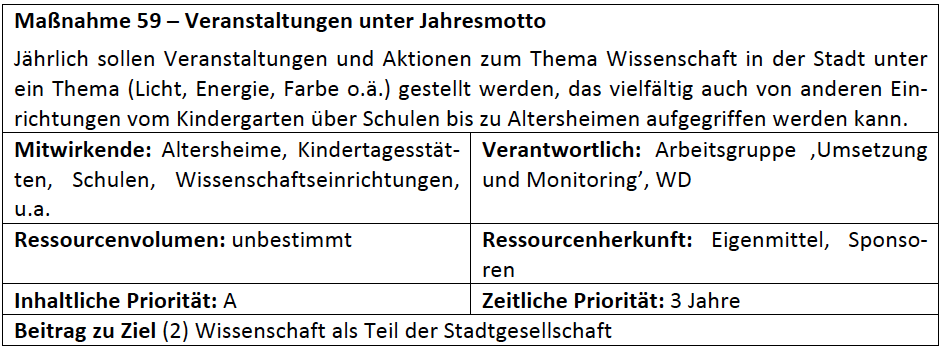 Maßnahme 59 – Veranstaltungen unter Jahresmotto
Jährlich sollen Veranstaltungen und Aktionen zum Thema Wissenschaft in der Stadt unter
ein Thema (Licht, Energie, Farbe o.ä.) gestellt werden, das vielfältig auch von anderen Ein-
richtungen vom Kindergarten über Schulen bis zu Altersheimen aufgegriffen werden kann.
Mitwirkende: Altersheime, Kindertagesstät-
ten, Schulen, Wissenschaftseinrichtungen,
u.a.
Verantwortlich: Arbeitsgruppe ‚Umsetzung
und Monitoring’, WD
Ressourcenvolumen: unbestimmt
Ressourcenherkunft: Eigenmittel, Sponso-
ren
Inhaltliche Priorität: A
Zeitliche Priorität: 3 Jahre
Beitrag zu Ziel (2) Wissenschaft als Teil der Stadtgesellschaft